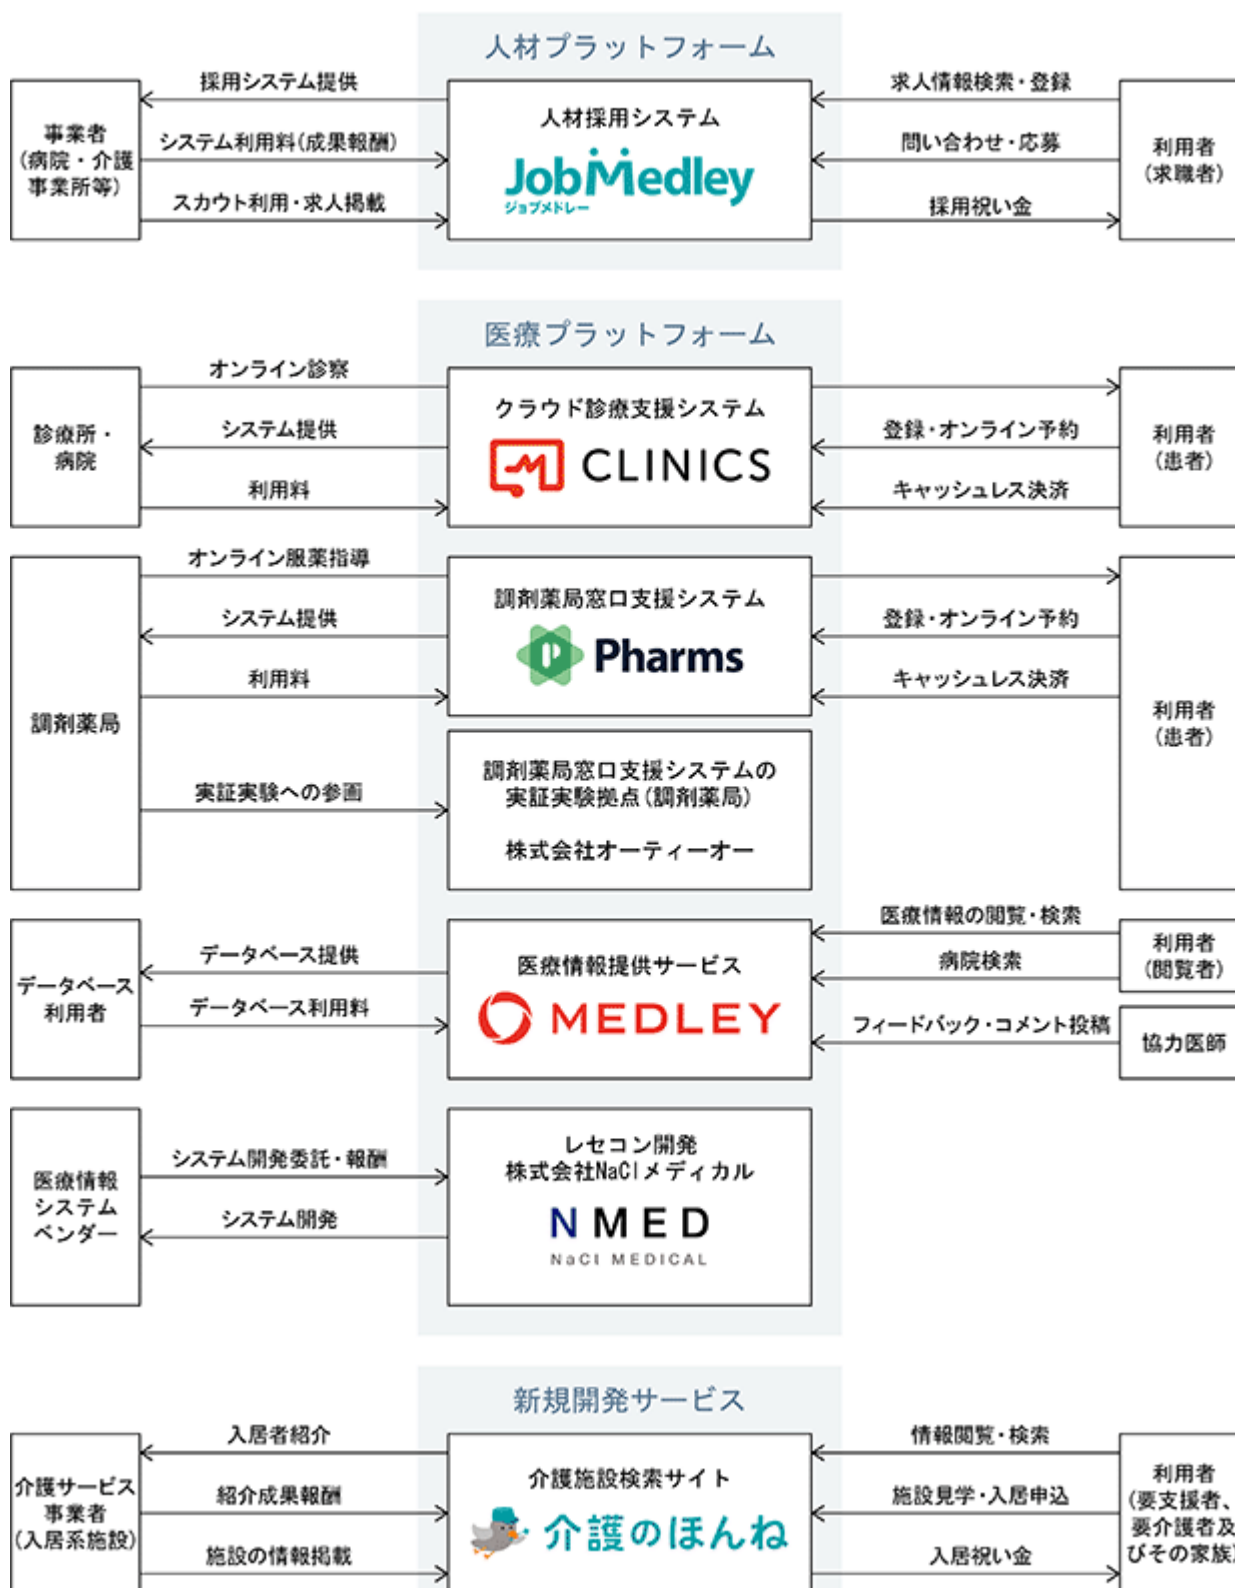 人材プラットフォーム
事業者
(病院・介護
事業所等)
採用システム提供
システム利用料(成果報酬)
スカウト利用・求人掲載
人材採用システム
JobMedley
ジョブメドレー
求人情報検索・登録
問い合わせ・応募
採用祝い金
利用者
(求職者)
医療プラットフォーム
診療所・
病院
オンライン診察
システム提供
利用料
クラウド診療支援システム
CLINICS
登録・オンライン予約
キャッシュレス決済
利用者
(患者)
調剤薬局
オンライン服薬指導
システム提供
利用料
実証実験への参画
調剤薬局窓口支援システム
Pharms
調剤薬局窓口支援システムの
実証実験拠点(調剤薬局)
株式会社オーティーオー
登録・オンライン予約
キャッシュレス決済
利用者
(患者)
データベース
利用者
データベース提供
データベース利用料
医療情報提供サービス
MEDLEY
医療情報の閲覧・検索
病院検索
フィードバック・コメント投稿
利用者
(閲覧者)
協力医師
医療情報
システム
ベンダー
システム開発委託・報酬
システム開発
レセコン開発
株式会社NaClメディカル
NMED
NaCl MEDICAL
新規開発サービス
介護サービス
事業者
(入居系施設)
入居者紹介
紹介成果報酬
施設の情報掲載
介護施設検索サイト
介護のほんね
情報閲覧・検索
施設見学・入居申込
入居祝い金
利用者
(要支援者、
要介護者及
びその家族)